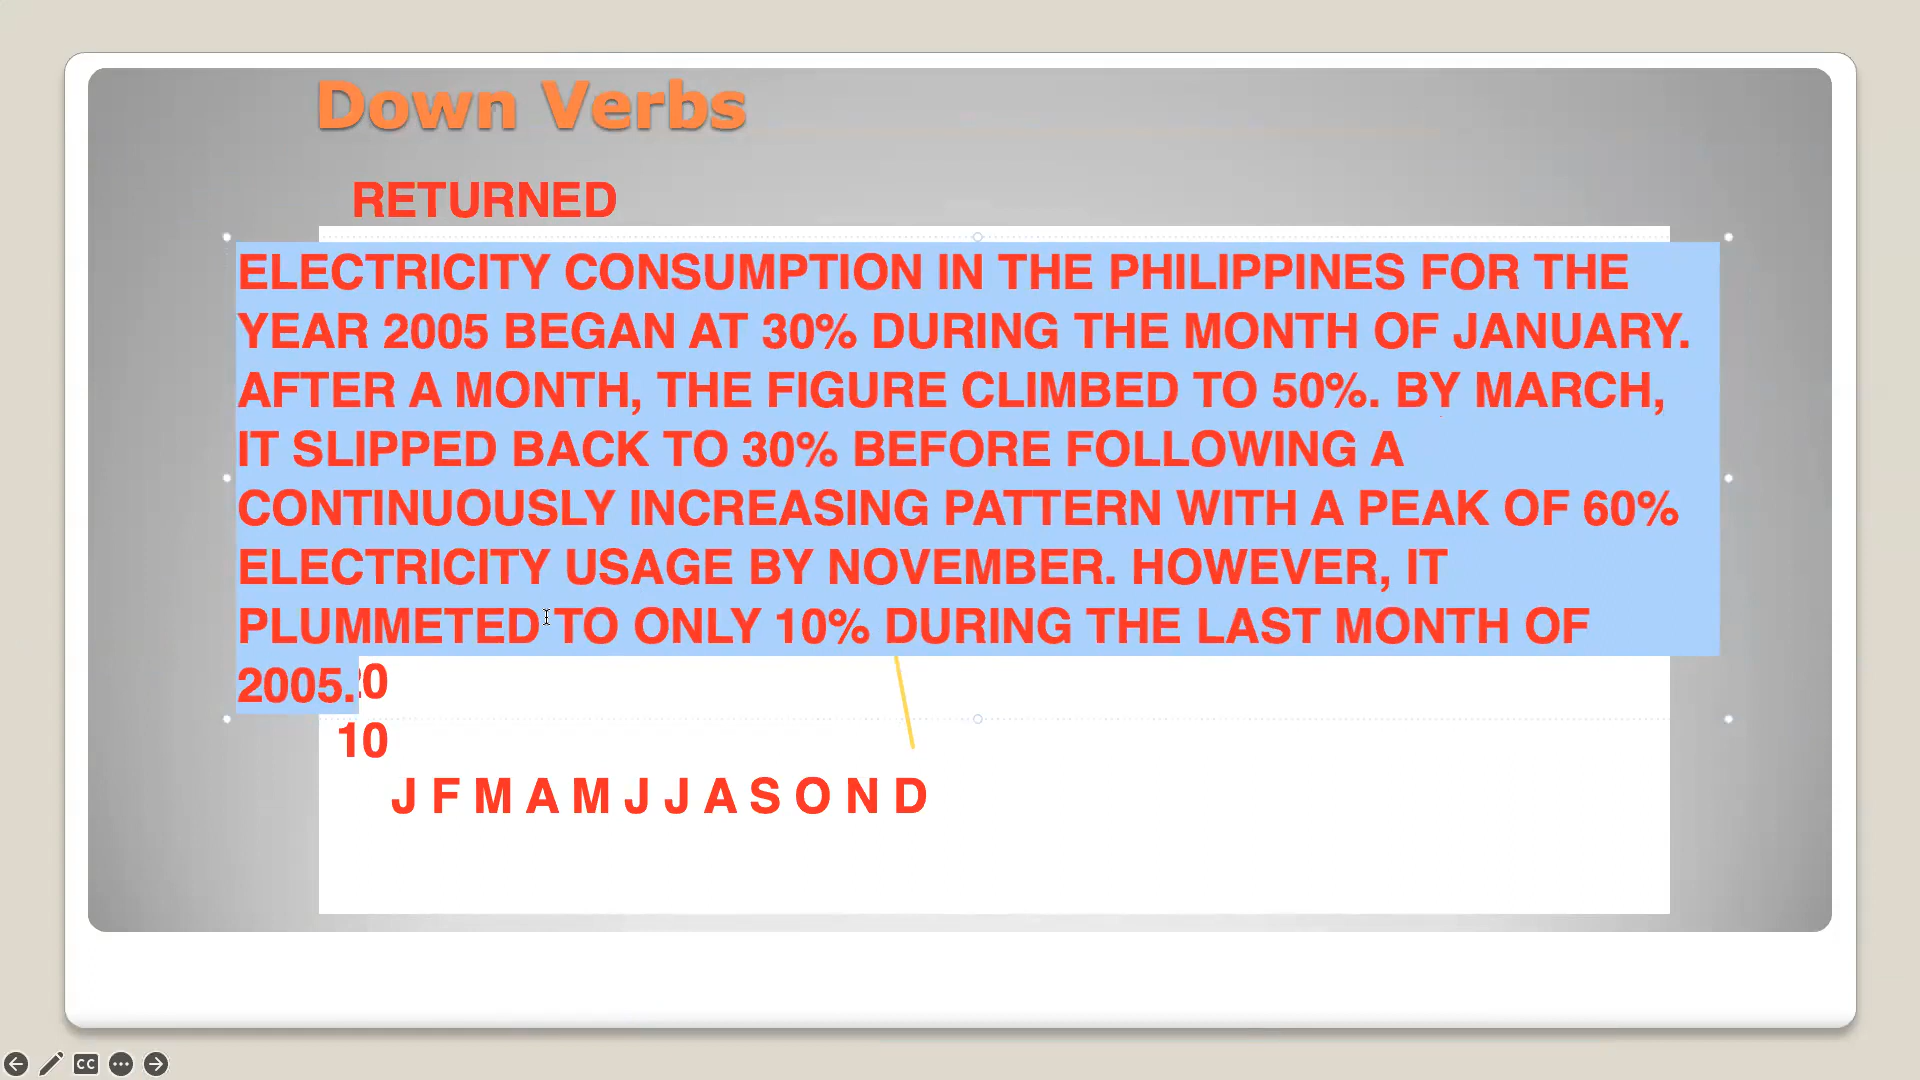 Down Verbs
RETURNED
ELECTRICITY CONSUMPTION IN THE PHILIPPINES FOR THE
YEAR 2005 BEGAN AT 30% DURING THE MONTH OF JANUARY.
AFTER A MONTH, THE FIGURE CLIMBED TO 50%. BY MARCH,
IT SLIPPED BACK TO 30% BEFORE FOLLOWING A
CONTINUOUSLY INCREASING PATTERN WITH A PEAK OF 60%
ELECTRICITY USAGE BY NOVEMBER. HOWEVER, IT
PLUMMETED TO ONLY 10% DURING THE LAST MONTH OF
2005.
10
J F M A M J J A S O N D
CC